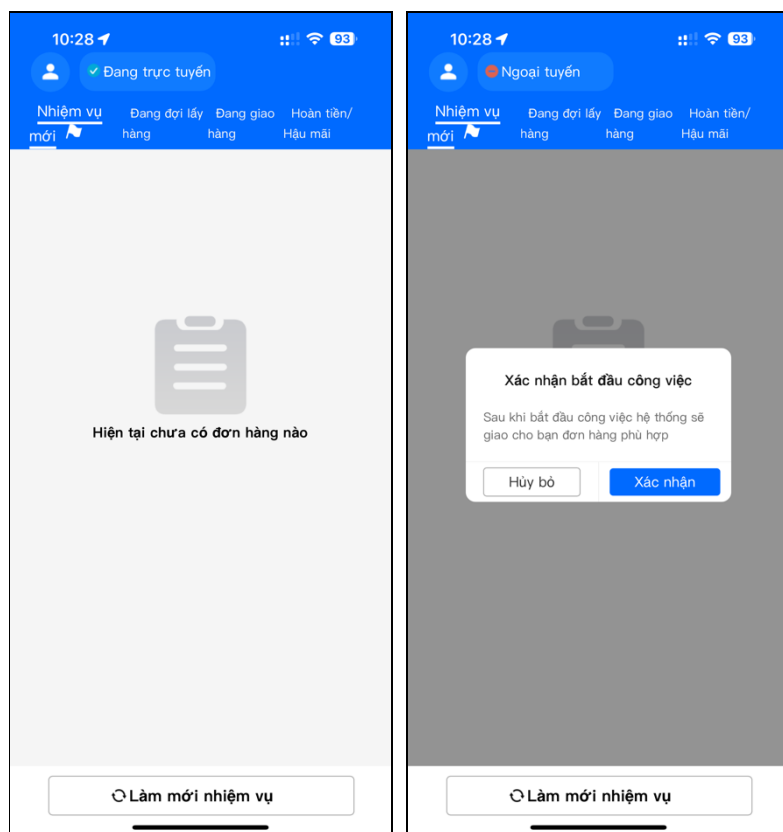 10:28
93
Đang trực tuyến
Nhiệm vụ mới
Đang đợi lấy hàng
Đang giao hàng
Hoàn tiền/ Hậu mãi
Hiện tại chưa có đơn hàng nào
Làm mới nhiệm vụ
10:28
93
Ngoại tuyến
Nhiệm vụ mới
Đang đợi lấy hàng
Đang giao hàng
Hoàn tiền/ Hậu mãi
Xác nhận bắt đầu công việc
Sau khi bắt đầu công việc hệ thống sẽ
giao cho bạn đơn hàng phù hợp
Hủy bỏ
Xác nhận
Làm mới nhiệm vụ